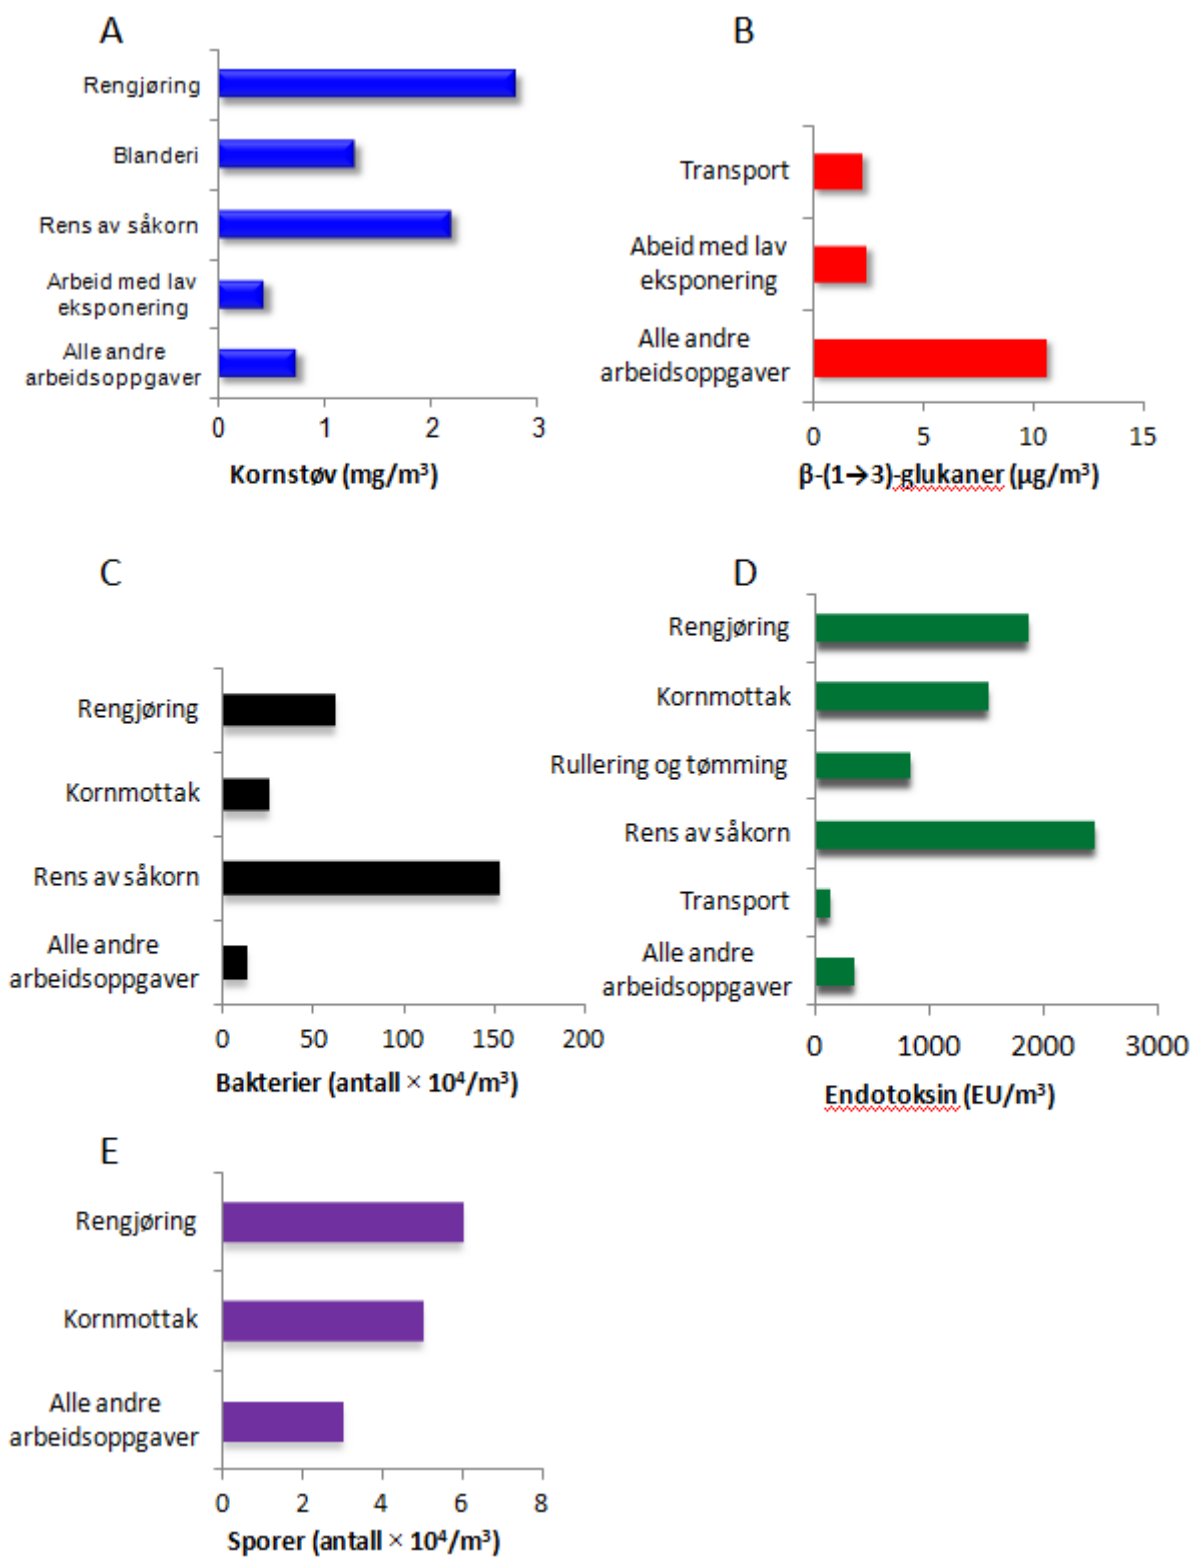 A
Rengjøring
Blanderi
Rens av såkorn
Arbeid med lav
eksponering
Alle andre
arbeidsoppgaver
0 1 2 3
Kornstøv (mg/m³)
B
Transport
Abeid med lav
eksponering
Alle andre
arbeidsoppgaver
0 5 10 15
β-(1→3)-glukaner (µg/m³)
C
Rengjøring
Kornmottak
Rens av såkorn
Alle andre
arbeidsoppgaver
0 50 100 150 200
Bakterier (antall × 10⁴/m³)
D
Rengjøring
Kornmottak
Rullering og tømming
Rens av såkorn
Transport
Alle andre
arbeidsoppgaver
0 1000 2000 3000
Endotoksin (EU/m³)
E
Rengjøring
Kornmottak
Alle andre
arbeidsoppgaver
0 2 4 6 8
Sporer (antall × 10⁴/m³)